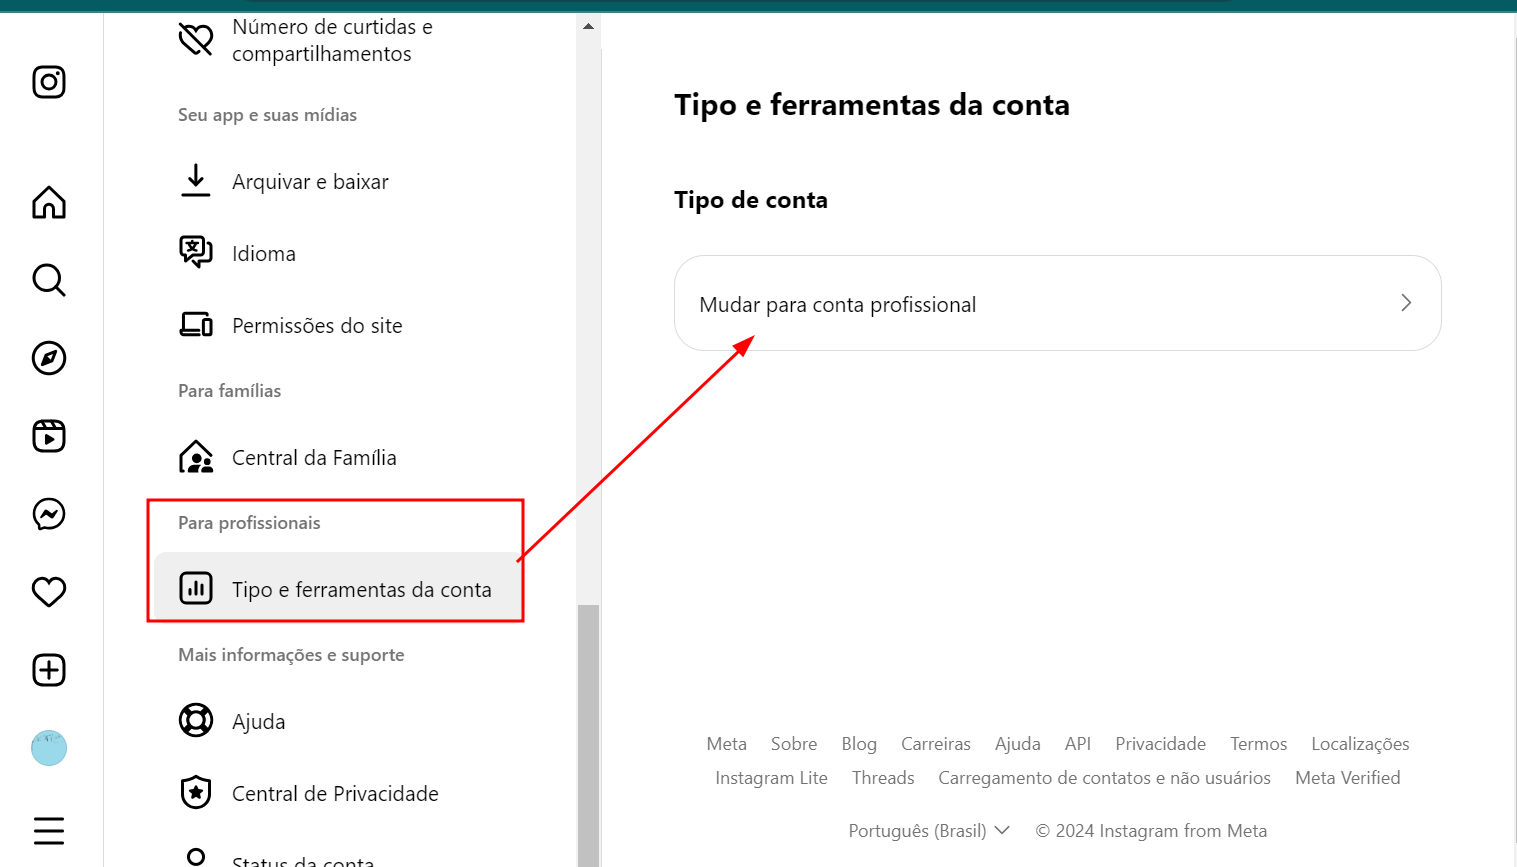 Número de curtidas e
compartilhamentos
Seu app e suas mídias
Arquivar e baixar
Idioma
Permissões do site
Para famílias
Central da Família
Para profissionais
Tipo e ferramentas da conta
Mais informações e suporte
Ajuda
Central de Privacidade
Status da conta
Tipo e ferramentas da conta
Tipo de conta
Mudar para conta profissional
Meta Sobre Blog Carreiras Ajuda API Privacidade Termos Localizações
Instagram Lite Threads Carregamento de contatos e não usuários Meta Verified
Português (Brasil) © 2024 Instagram from Meta